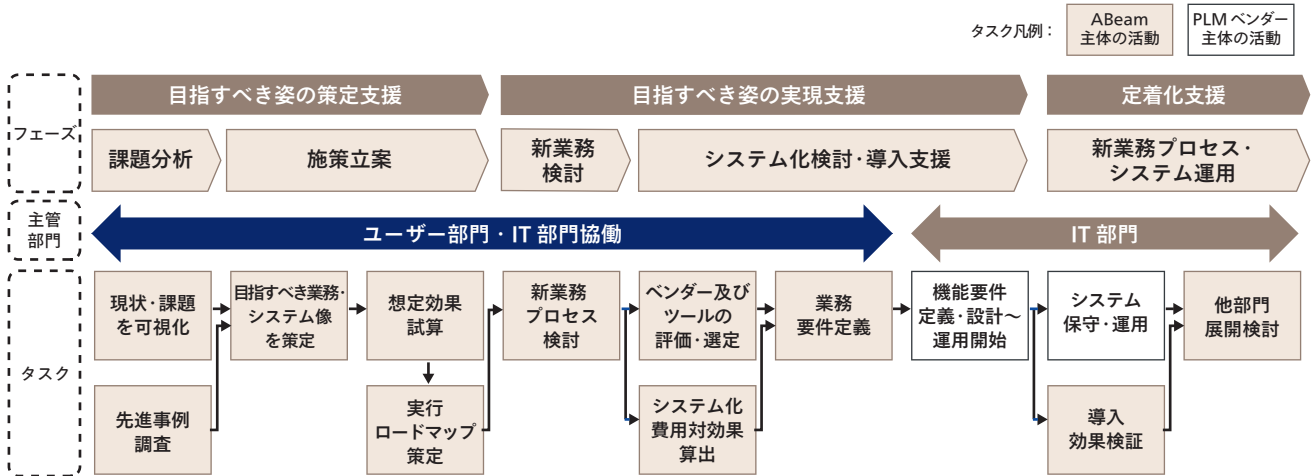 タスク凡例：
ABeam
主体の活動
PLM ベンダー
主体の活動
フェーズ
目指すべき姿の策定支援
目指すべき姿の実現支援
定着化支援
課題分析
施策立案
新業務
検討
システム化検討・導入支援
新業務プロセス・
システム運用
主管
部門
ユーザー部門・IT 部門協働
IT 部門
タスク
現状・課題
を可視化
目指すべき業務・
システム像
を策定
想定効果
試算
新業務
プロセス
検討
ベンダー及び
ツールの
評価・選定
業務
要件定義
機能要件
定義・設計〜
運用開始
システム
保守・運用
他部門
展開検討
先進事例
調査
実行
ロードマップ
策定
システム化
費用対効果
算出
導入
効果検証